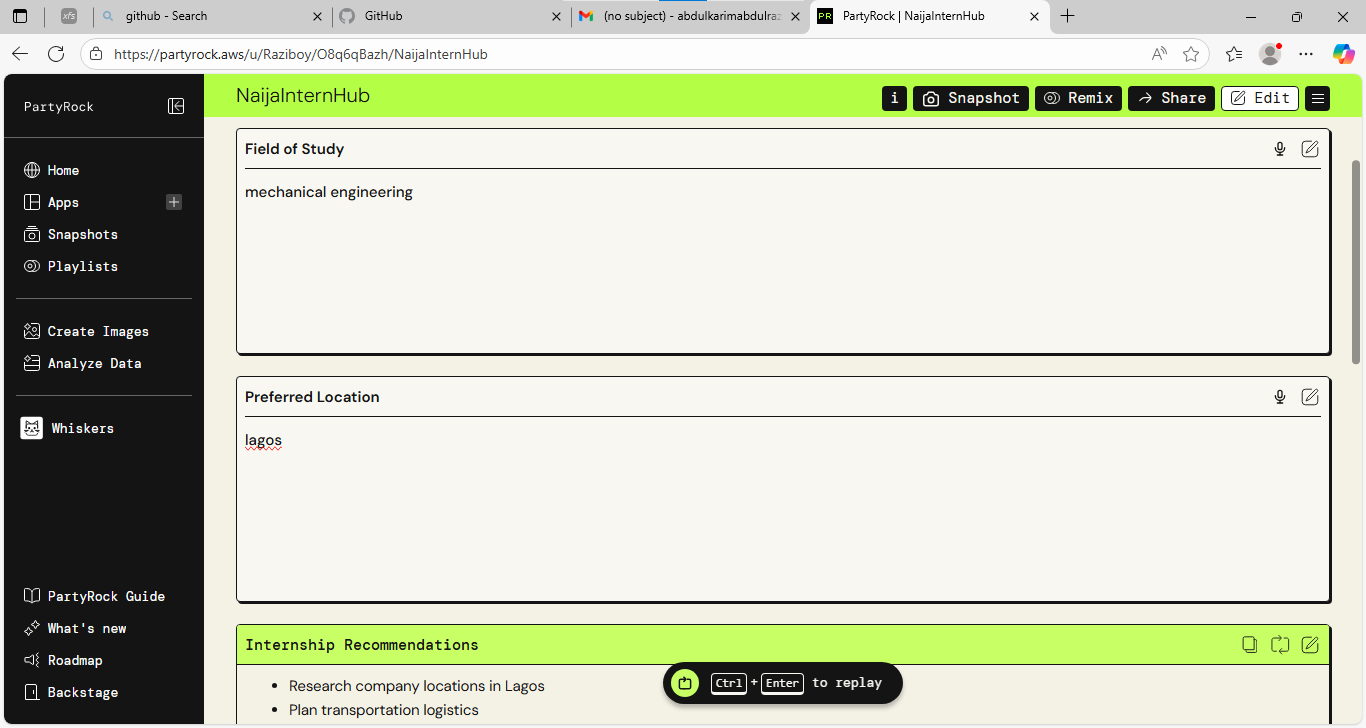 xfs
github - Search
GitHub
(no subject) - abdulkarimabdulraz
PR PartyRock | NaijaInternHub
https://partyrock.aws/u/Raziboy/O8q6qBazh/NaijaInternHub
PartyRock
Home
Apps
Snapshots
Playlists
Create Images
Analyze Data
Whiskers
PartyRock Guide
What's new
Roadmap
Backstage
NaijaInternHub
i Snapshot Remix Share Edit
Field of Study
mechanical engineering
Preferred Location
lagos
Internship Recommendations
Research company locations in Lagos
Plan transportation logistics
Ctrl + Enter to replay